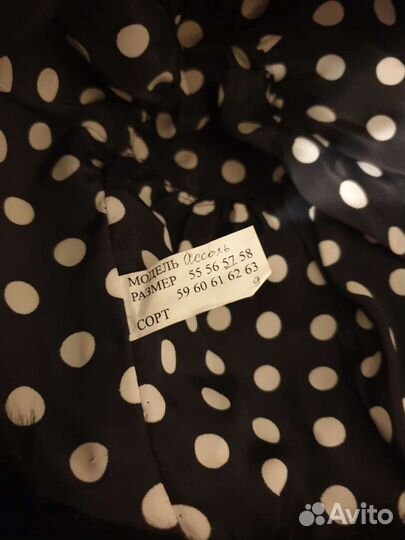 МОДЕЛЬ Ассоль
РАЗМЕР 55 56 57 58
59 60 61 62 63
СОРТ
Avito